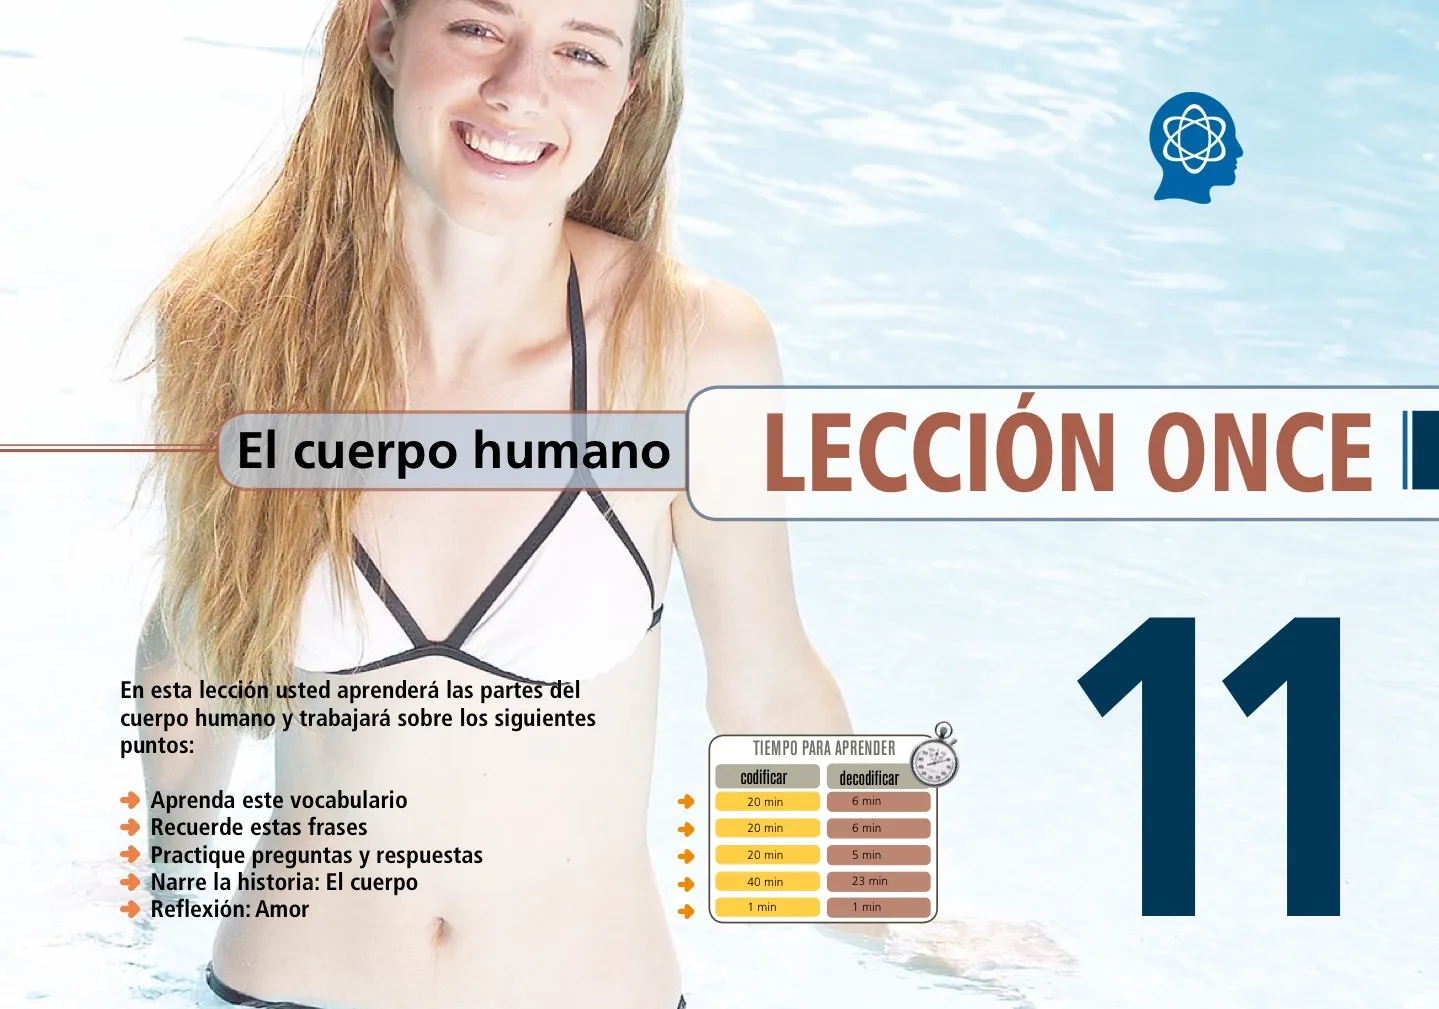 El cuerpo humano
LECCIÓN ONCE
11
En esta lección usted aprenderá las partes del
cuerpo humano y trabajará sobre los siguientes
puntos:
Aprenda este vocabulario
Recuerde estas frases
Practique preguntas y respuestas
Narre la historia: El cuerpo
Reflexión: Amor
TIEMPO PARA APRENDER
codificar decodificar
20 min 6 min
20 min 6 min
20 min 5 min
40 min 23 min
1 min 1 min